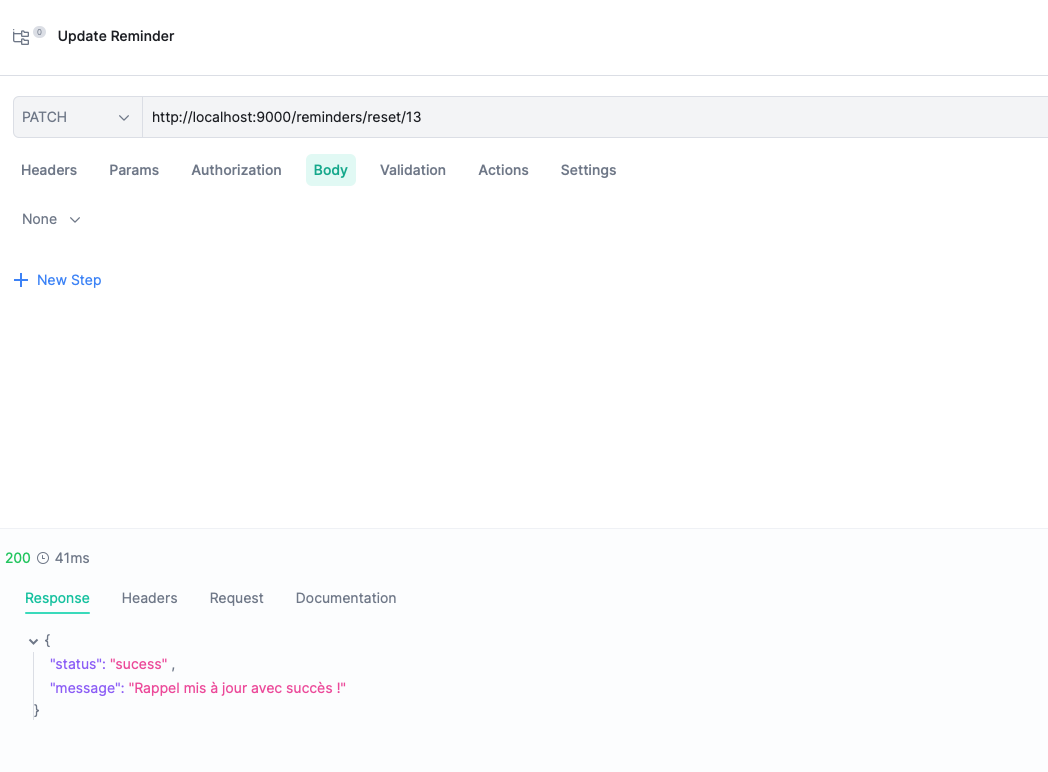 0 Update Reminder
PATCH http://localhost:9000/reminders/reset/13
Headers Params Authorization Body Validation Actions Settings
None
New Step
200 41ms
Response Headers Request Documentation
{
"status": "sucess" ,
"message": "Rappel mis à jour avec succès !"
}